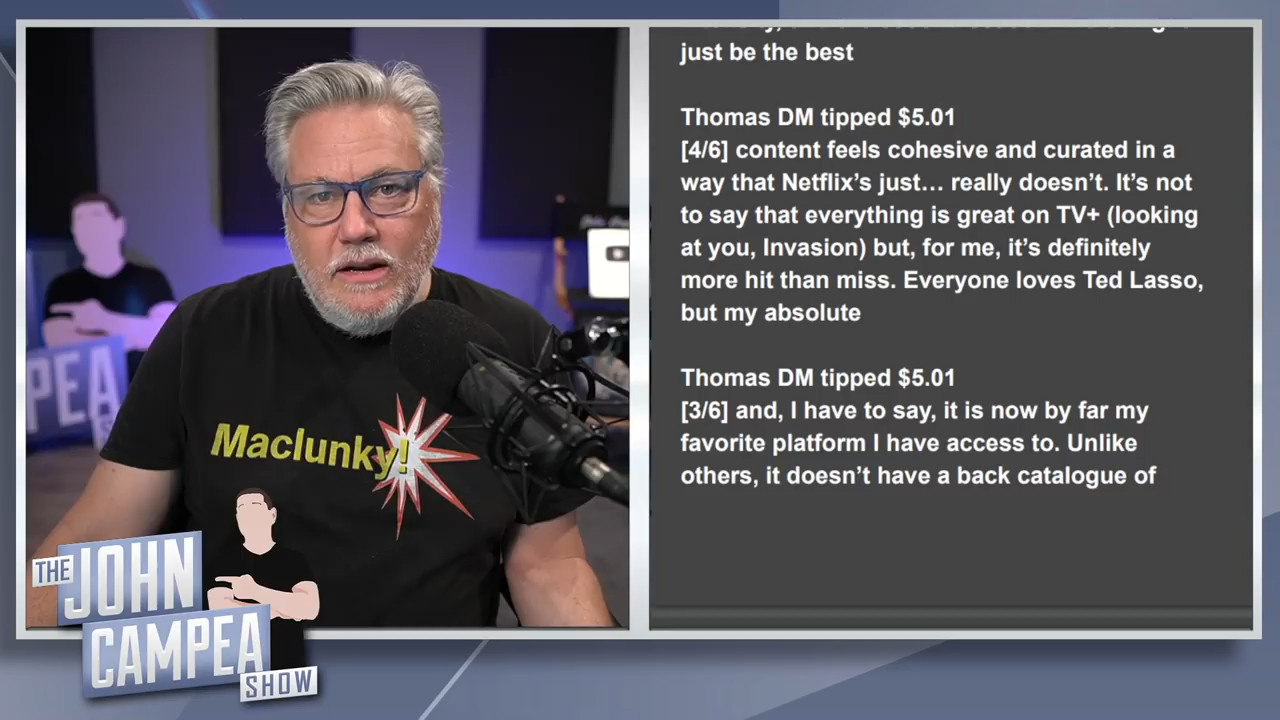 just be the best
Thomas DM tipped $5.01
[4/6] content feels cohesive and curated in a
way that Netflix’s just… really doesn’t. It’s not
to say that everything is great on TV+ (looking
at you, Invasion) but, for me, it’s definitely
more hit than miss. Everyone loves Ted Lasso,
but my absolute
Thomas DM tipped $5.01
[3/6] and, I have to say, it is now by far my
favorite platform I have access to. Unlike
others, it doesn’t have a back catalogue of
Maclunky!
PEA
THE
JOHN
CAMPEA
SHOW